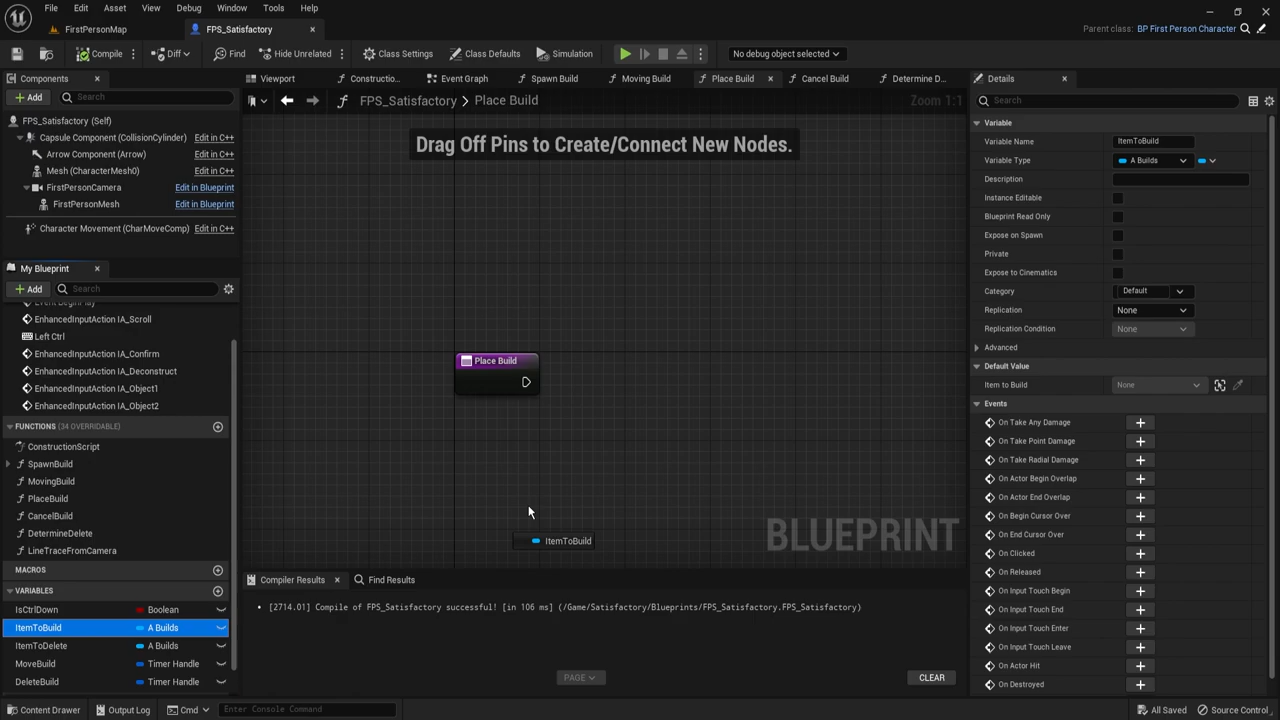 File Edit Asset View Debug Window Tools Help
FirstPersonMap
FPS_Satisfactory
Parent class: BP First Person Character
Compile
Diff
Find
Hide Unrelated
Class Settings
Class Defaults
Simulation
No debug object selected
Components
Add
Search
FPS_Satisfactory (Self)
Capsule Component (CollisionCylinder) Edit in C++
Arrow Component (Arrow) Edit in C++
Mesh (CharacterMesh0) Edit in C++
FirstPersonCamera Edit in Blueprint
FirstPersonMesh Edit in Blueprint
Character Movement (CharMoveComp) Edit in C++
My Blueprint
Add
Search
Event BeginPlay
EnhancedInputAction IA_Scroll
Left Ctrl
EnhancedInputAction IA_Confirm
EnhancedInputAction IA_Deconstruct
EnhancedInputAction IA_Object1
EnhancedInputAction IA_Object2
FUNCTIONS (34 OVERRIDABLE)
ConstructionScript
SpawnBuild
MovingBuild
PlaceBuild
CancelBuild
DetermineDelete
LineTraceFromCamera
MACROS
VARIABLES
IsCtrlDown Boolean
ItemToBuild A Builds
ItemToDelete A Builds
MoveBuild Timer Handle
DeleteBuild Timer Handle
Viewport
Constructio...
Event Graph
Spawn Build
Moving Build
Place Build
Cancel Build
Determine D...
FPS_Satisfactory > Place Build
Zoom 1:1
Drag Off Pins to Create/Connect New Nodes.
Place Build
ItemToBuild
BLUEPRINT
Compiler Results
Find Results
[2714.01] Compile of FPS_Satisfactory successful! [in 106 ms] (/Game/Satisfactory/Blueprints/FPS_Satisfactory.FPS_Satisfactory)
PAGE
CLEAR
Details
Search
Variable
Variable Name ItemToBuild
Variable Type A Builds
Description
Instance Editable
Blueprint Read Only
Expose on Spawn
Private
Expose to Cinematics
Category Default
Replication None
Replication Condition None
Advanced
Default Value
Item to Build None
Events
On Take Any Damage
On Take Point Damage
On Take Radial Damage
On Actor Begin Overlap
On Actor End Overlap
On Begin Cursor Over
On End Cursor Over
On Clicked
On Released
On Input Touch Begin
On Input Touch End
On Input Touch Enter
On Input Touch Leave
On Actor Hit
On Destroyed
Content Drawer
Output Log
Cmd
Enter Console Command
All Saved
Source Control